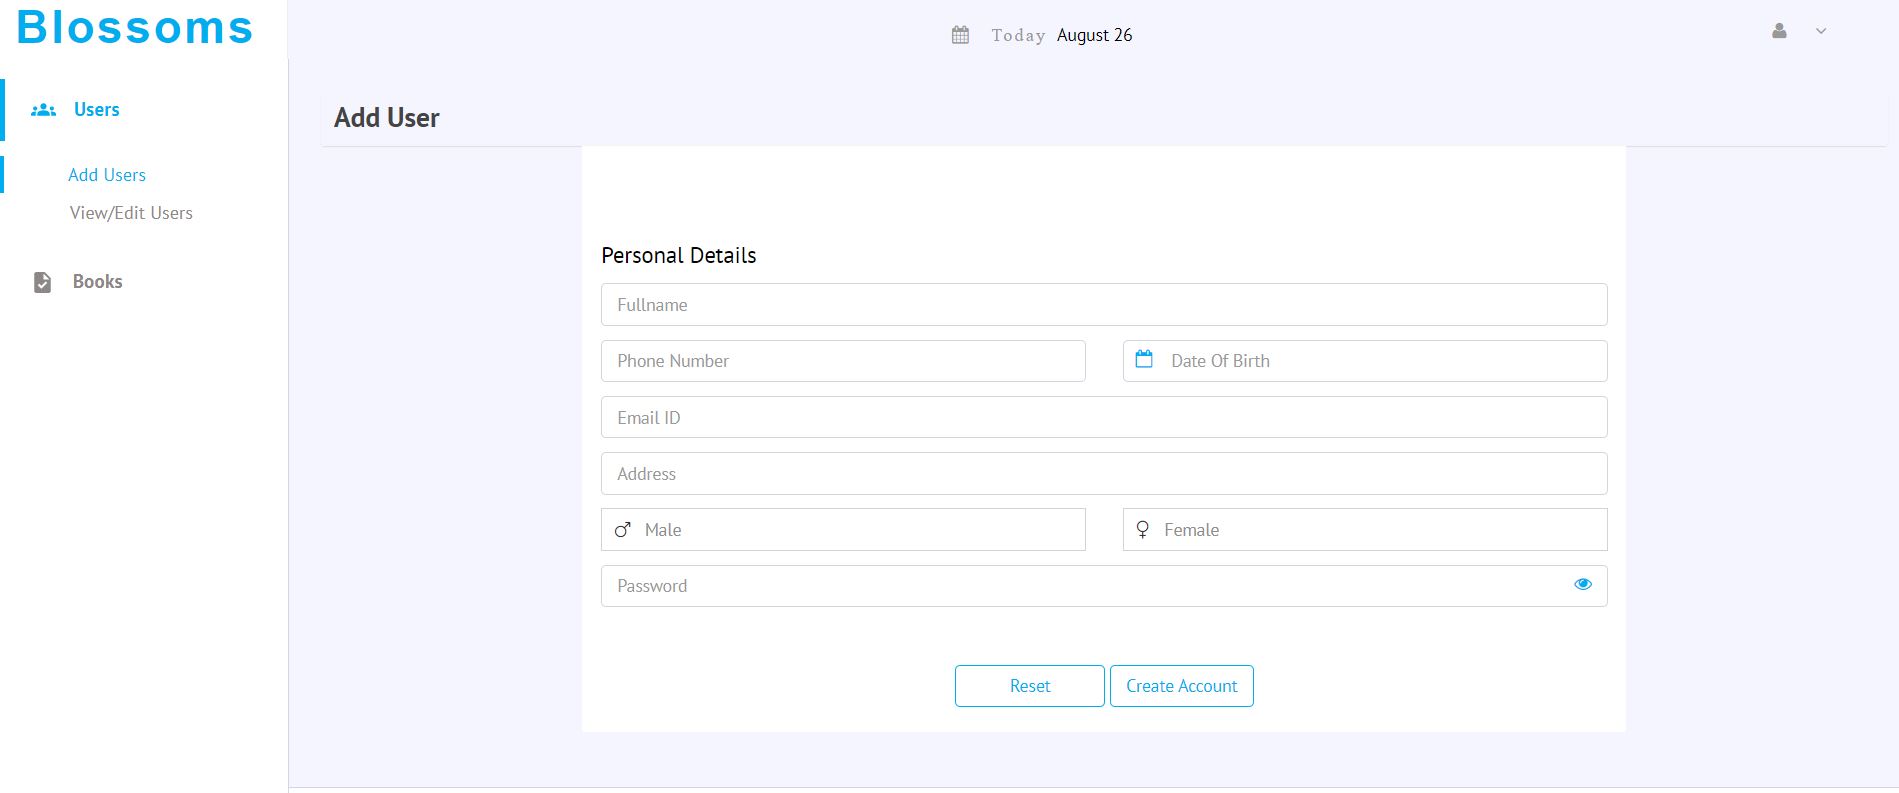 Blossoms
Today August 26
Users
Add Users
View/Edit Users
Books
Add User
Personal Details
Fullname
Phone Number
Date Of Birth
Email ID
Address
Male
Female
Password
Reset
Create Account